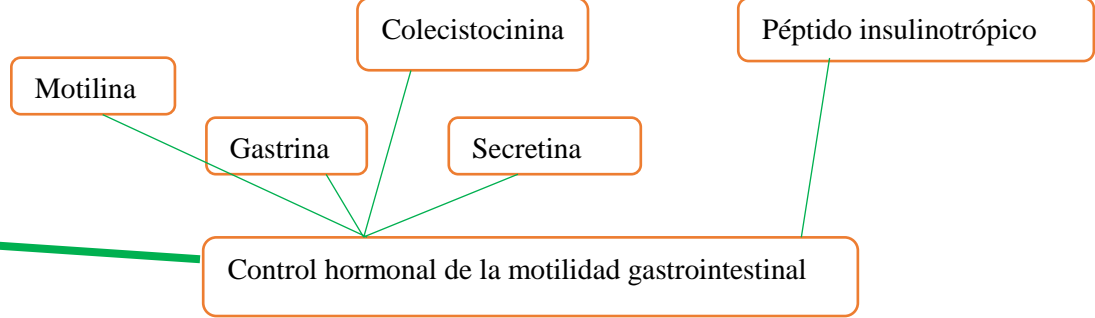 Colecistocinina
Péptido insulinotrópico
Motilina
Gastrina
Secretina
Control hormonal de la motilidad gastrointestinal